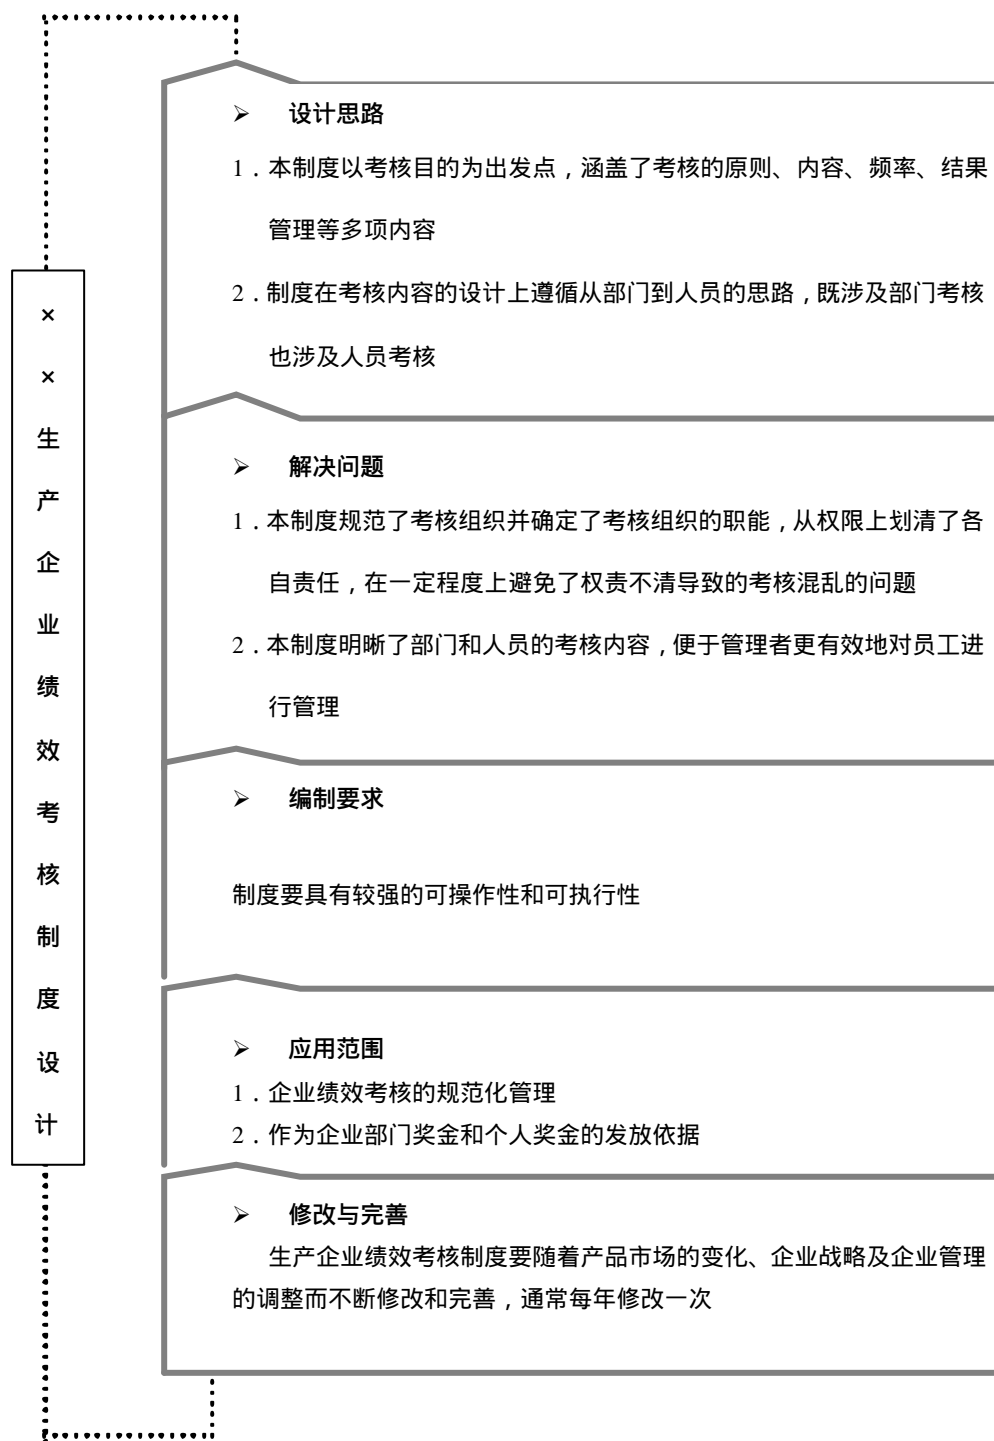 ××生产企业绩效考核制度设计
➢ 设计思路
1．本制度以考核目的为出发点，涵盖了考核的原则、内容、频率、结果
管理等多项内容
2．制度在考核内容的设计上遵循从部门到人员的思路，既涉及部门考核
也涉及人员考核
➢ 解决问题
1．本制度规范了考核组织并确定了考核组织的职能，从权限上划清了各
自责任，在一定程度上避免了权责不清导致的考核混乱的问题
2．本制度明晰了部门和人员的考核内容，便于管理者更有效地对员工进
行管理
➢ 编制要求
制度要具有较强的可操作性和可执行性
➢ 应用范围
1．企业绩效考核的规范化管理
2．作为企业部门奖金和个人奖金的发放依据
➢ 修改与完善
生产企业绩效考核制度要随着产品市场的变化、企业战略及企业管理
的调整而不断修改和完善，通常每年修改一次